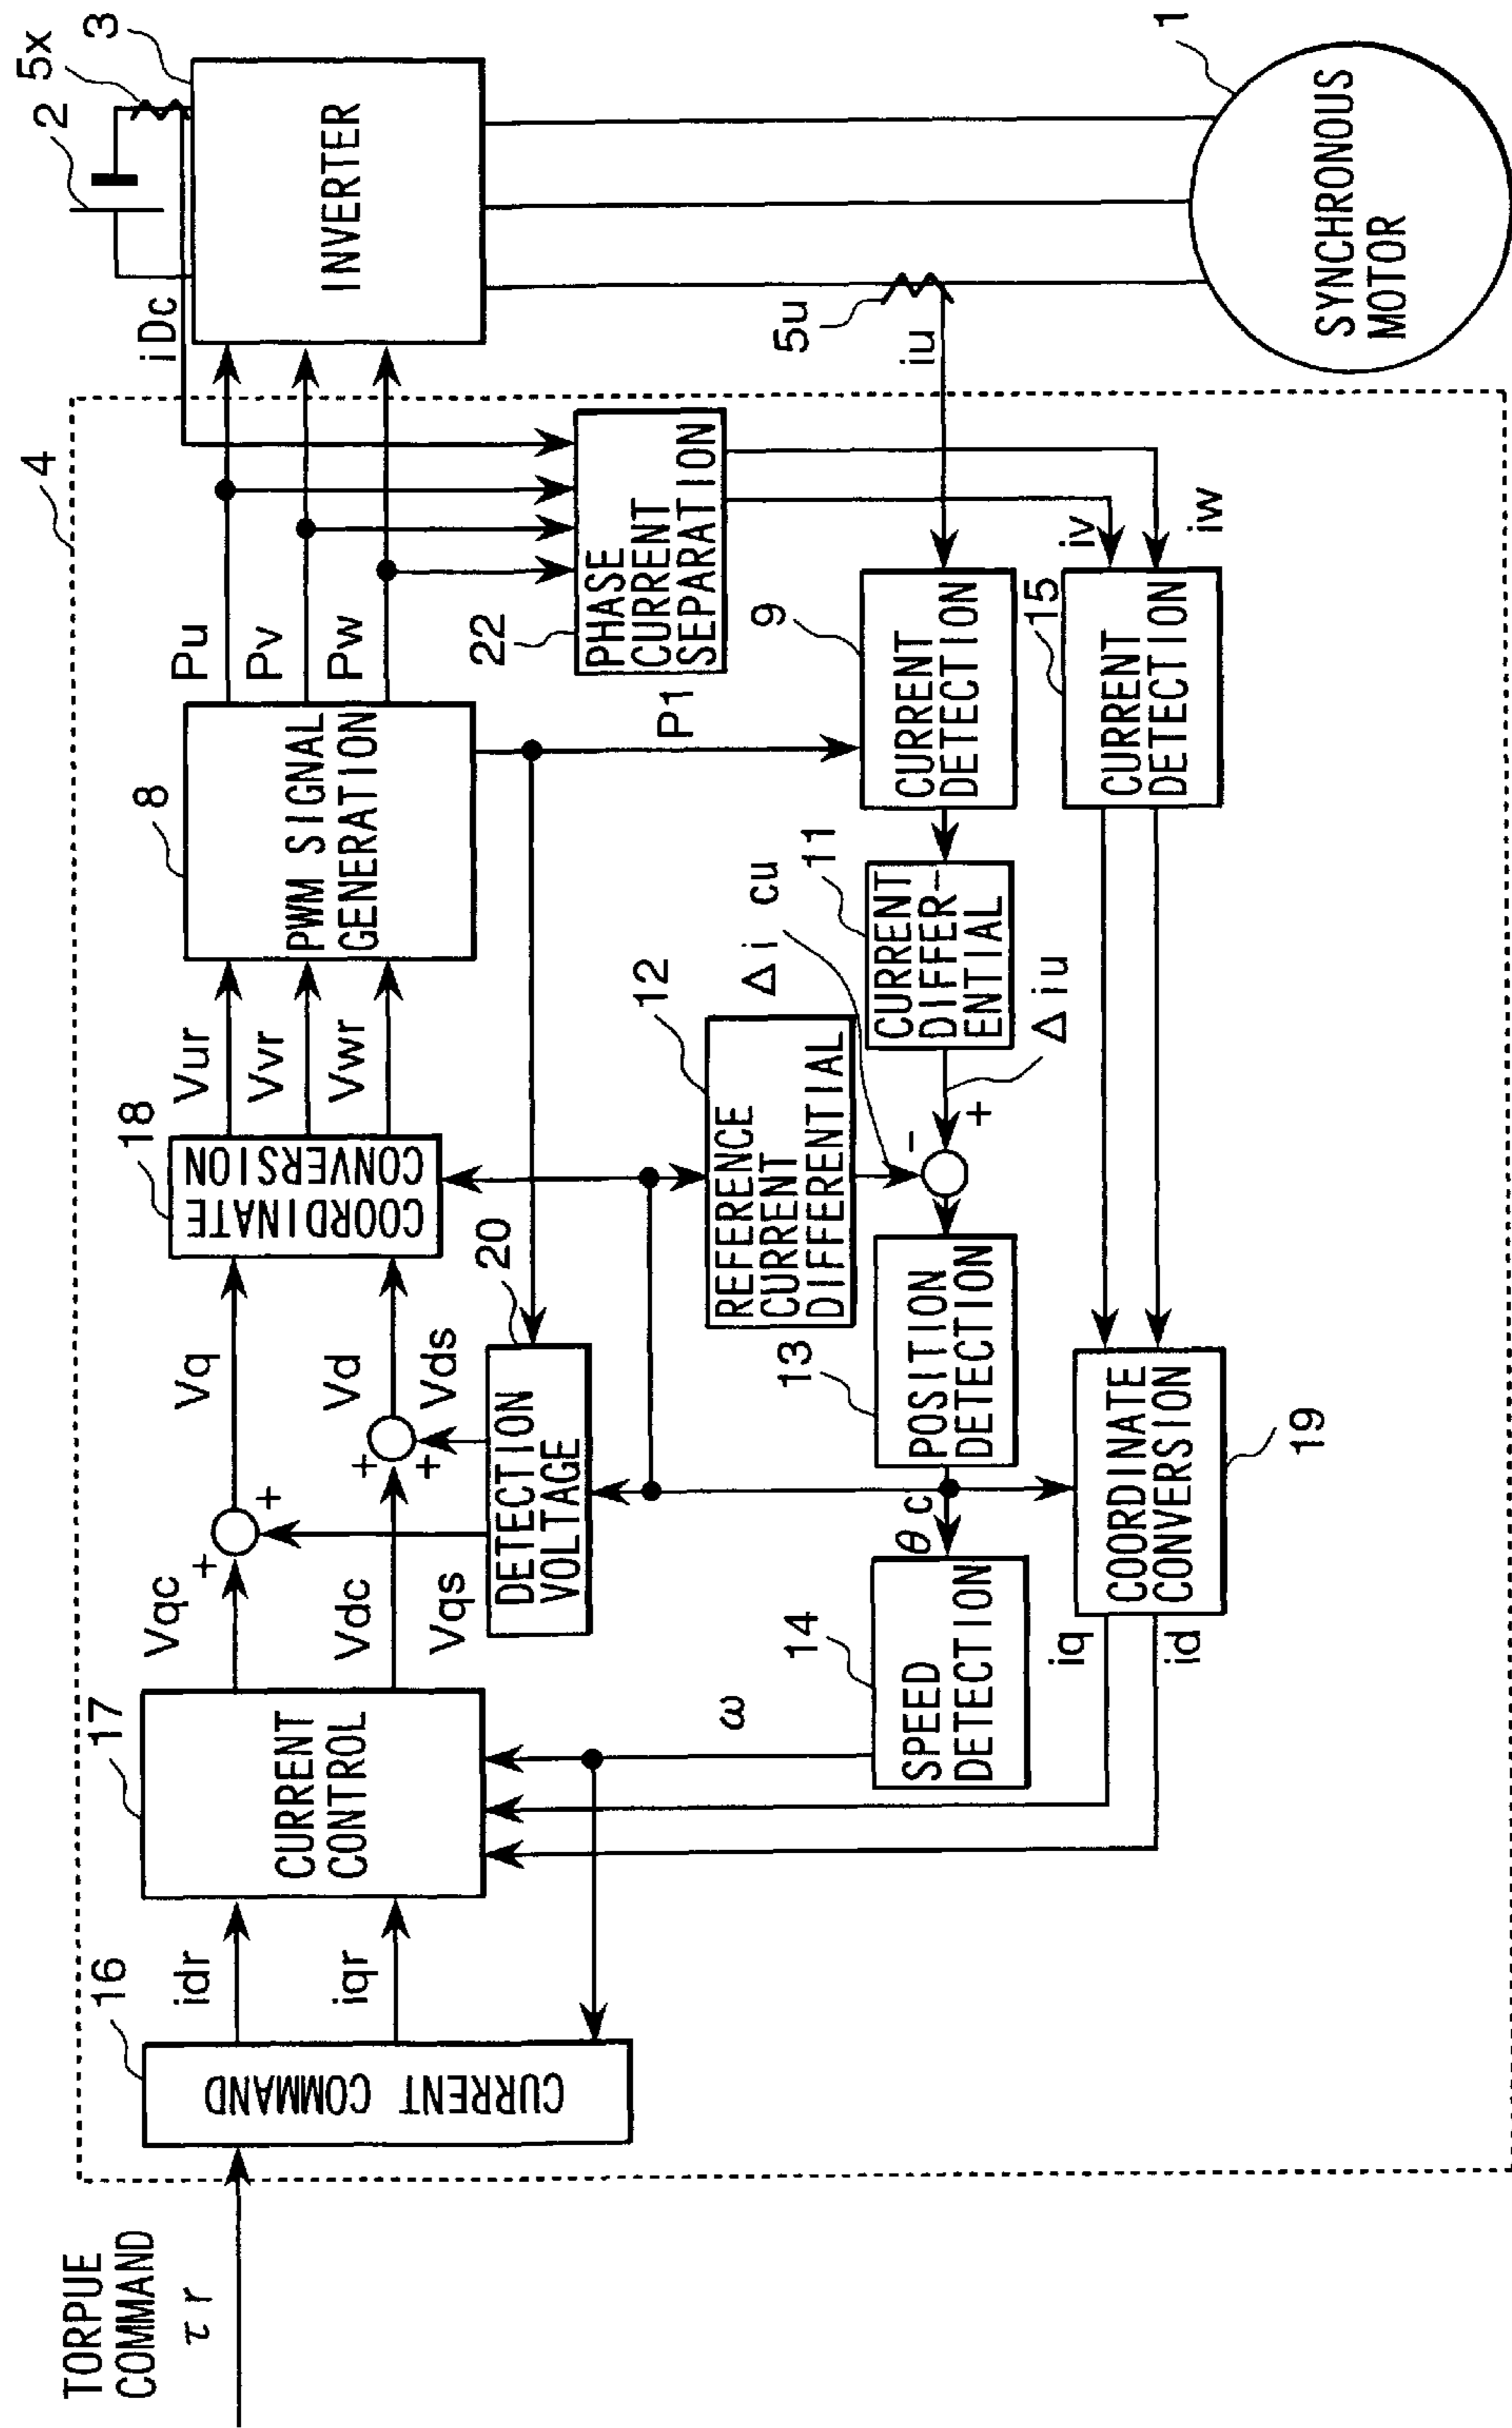 TORPUE
COMMAND
τr
4
16
CURRENT COMMAND
idr
iqr
17
CURRENT
CONTROL
Vqc
Vdc
Vqs
+
+
+
+
Vq
Vd
Vds
20
DETECTION
VOLTAGE
18
COORDINATE
CONVERSION
Vur
Vvr
Vwr
8
PWM SIGNAL
GENERATION
Pu
Pv
Pw
iDc
2
5x
3
INVERTER
22
PHASE
CURRENT
SEPARATION
P1
12
REFERENCE
CURRENT
DIFFERENTIAL
Δi cu
11
CURRENT
DIFFER-
ENTIAL
Δiu
-
+
9
CURRENT
DETECTION
5u
iu
iv
iw
15
CURRENT
DETECTION
13
POSITION
DETECTION
θc
14
SPEED
DETECTION
ω
iq
id
COORDINATE
CONVERSION
19
1
SYNCHRONOUS
MOTOR